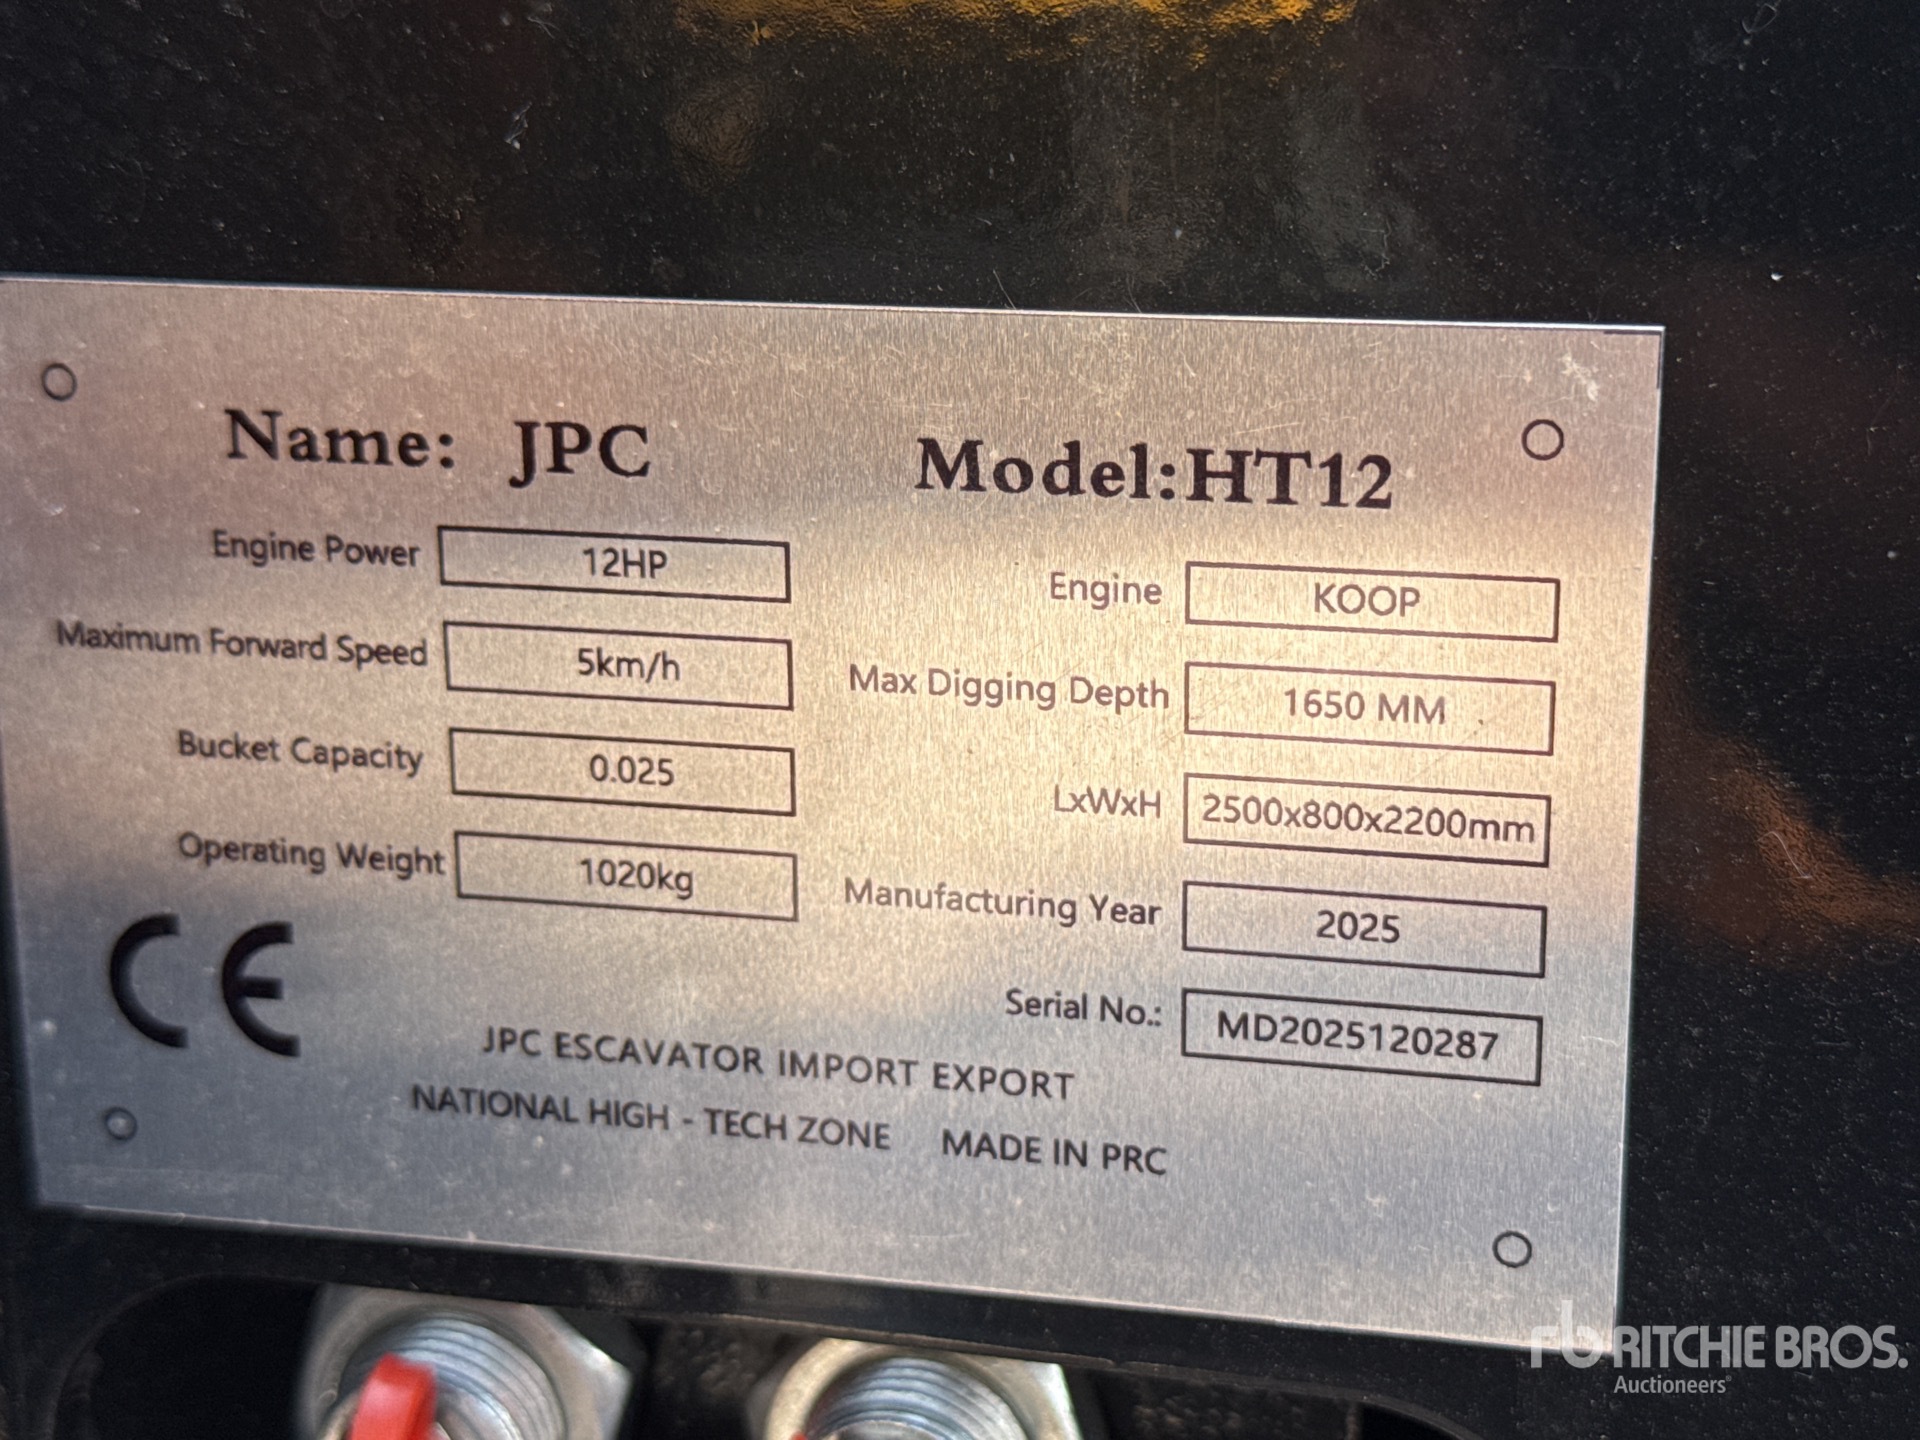 Name: JPC
Model:HT12
Engine Power 12HP
Engine KOOP
Maximum Forward Speed 5km/h
Max Digging Depth 1650 MM
Bucket Capacity 0.025
LxWxH 2500x800x2200mm
Operating Weight 1020kg
Manufacturing Year 2025
Serial No.: MD2025120287
CE
JPC ESCAVATOR IMPORT EXPORT
NATIONAL HIGH - TECH ZONE MADE IN PRC
rb RITCHIE BROS.
Auctioneers